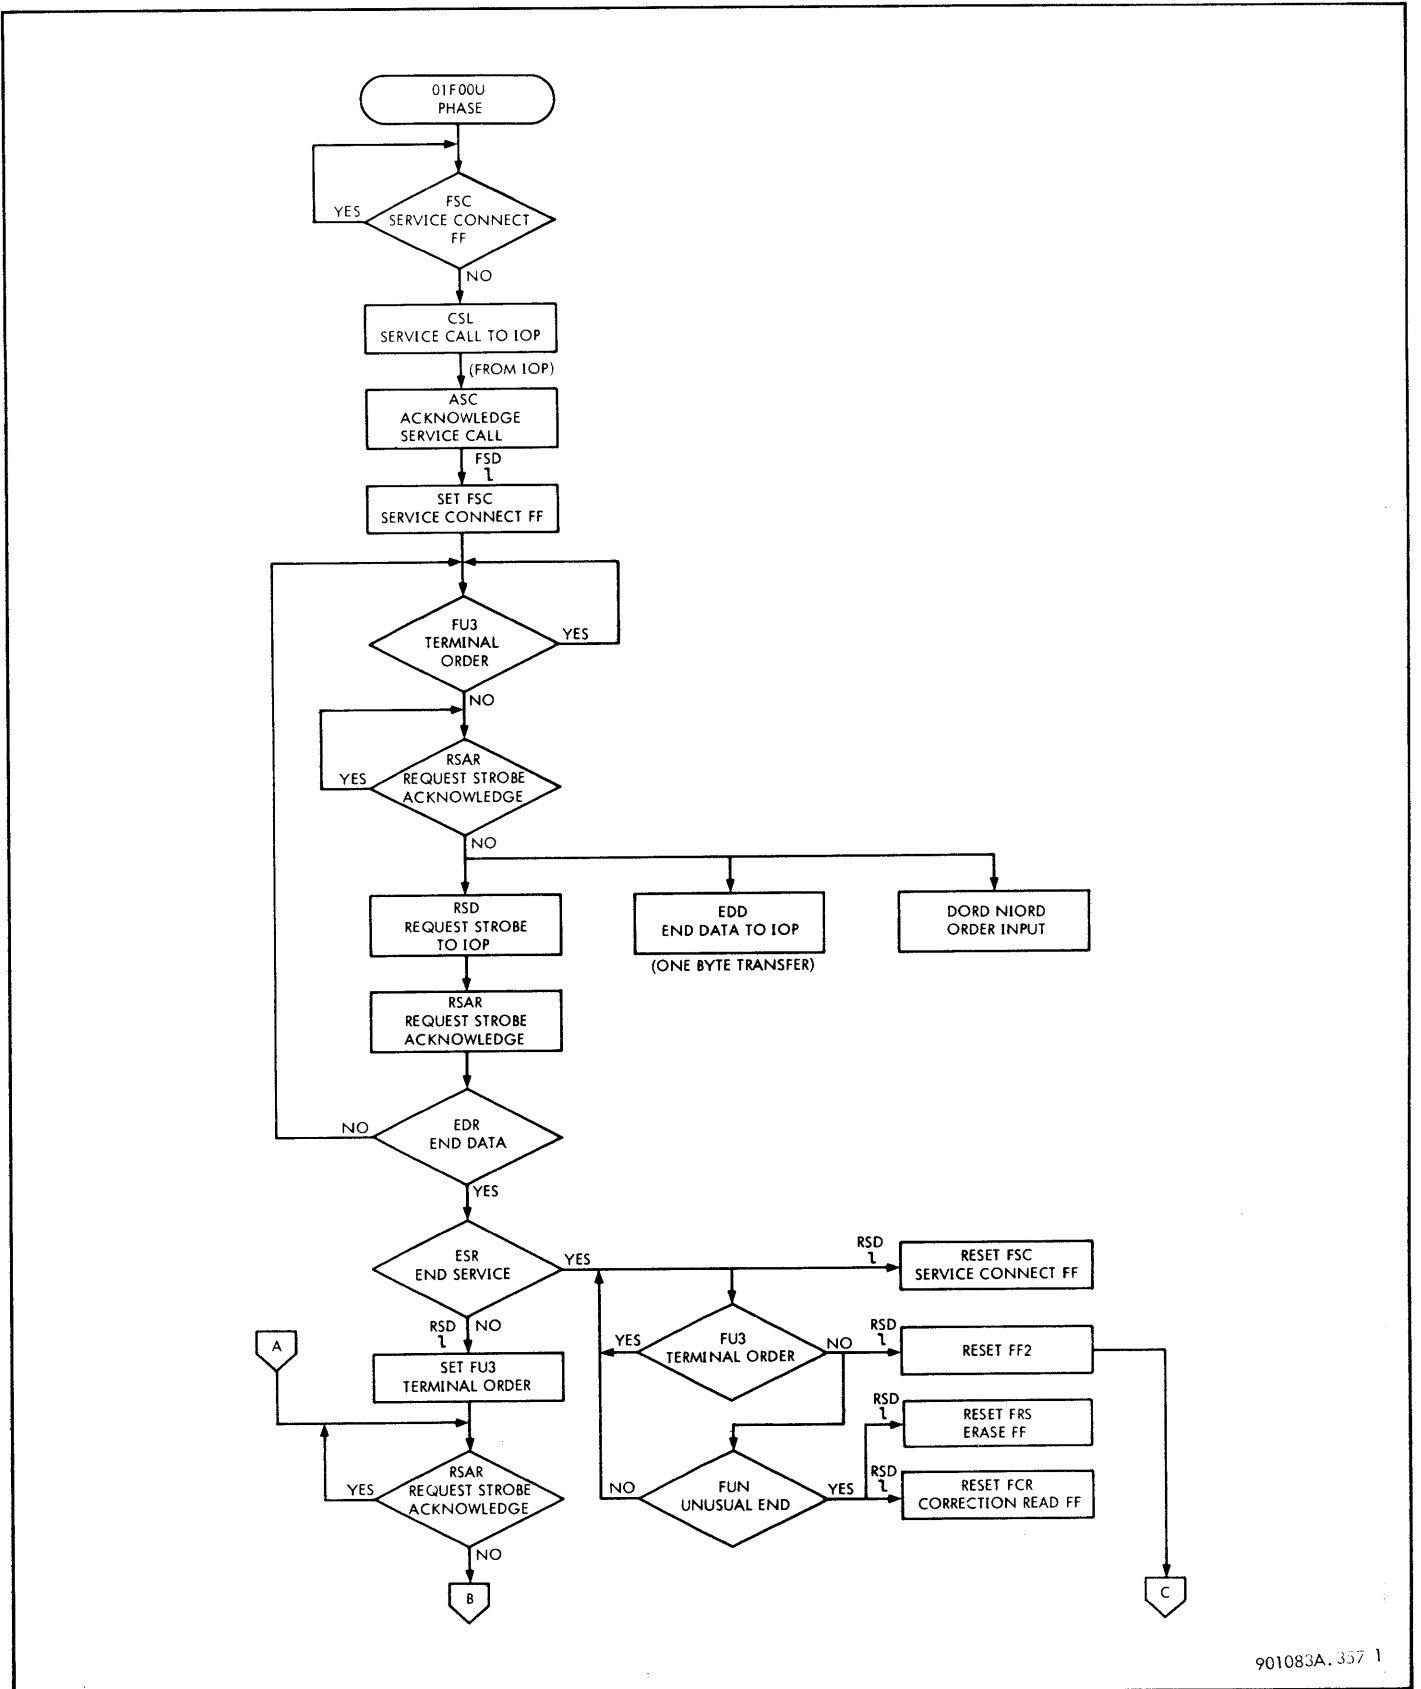 01F00U
PHASE
FSC
SERVICE CONNECT
FF
YES
NO
CSL
SERVICE CALL TO IOP
(FROM IOP)
ASC
ACKNOWLEDGE
SERVICE CALL
FSD
SET FSC
SERVICE CONNECT FF
FU3
TERMINAL
ORDER
YES
NO
RSAR
REQUEST STROBE
ACKNOWLEDGE
YES
NO
RSD
REQUEST STROBE
TO IOP
EDD
END DATA TO IOP
(ONE BYTE TRANSFER)
DORD NIORD
ORDER INPUT
RSAR
REQUEST STROBE
ACKNOWLEDGE
EDR
END DATA
NO
YES
ESR
END SERVICE
YES
RSD
RESET FSC
SERVICE CONNECT FF
RSD
NO
A
SET FU3
TERMINAL ORDER
YES
FU3
TERMINAL ORDER
NO
RSD
RESET FF2
RSD
RESET FRS
ERASE FF
RSAR
REQUEST STROBE
ACKNOWLEDGE
YES
NO
NO
FUN
UNUSUAL END
YES
RSD
RESET FCR
CORRECTION READ FF
B
C
901083A. 357 1